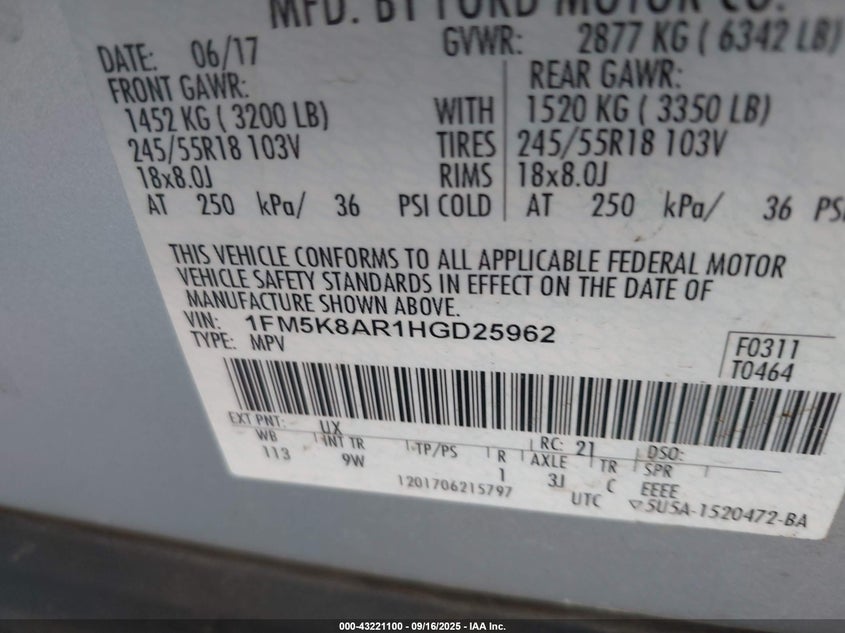 MFD. BY FORD MOTOR CO.
DATE: 06/17 GVWR: 2877 KG ( 6342 LB)
FRONT GAWR: REAR GAWR:
1452 KG ( 3200 LB) WITH 1520 KG ( 3350 LB)
245/55R18 103V TIRES 245/55R18 103V
18x8.0J RIMS 18x8.0J
AT 250 kPa/ 36 PSI COLD AT 250 kPa/ 36 PSI
THIS VEHICLE CONFORMS TO ALL APPLICABLE FEDERAL MOTOR
VEHICLE SAFETY STANDARDS IN EFFECT ON THE DATE OF
MANUFACTURE SHOWN ABOVE.
VIN: 1FM5K8AR1HGD25962
TYPE: MPV
F0311
T0464
EXT PNT: UX RC: 21 DSO:
WB INT TR TP/PS R AXLE TR SPR
113 9W 1 3J C EEEE
1201706215797 UTC ▽5U5A-1520472-BA
000-43221100 - 09/16/2025 - IAA Inc.